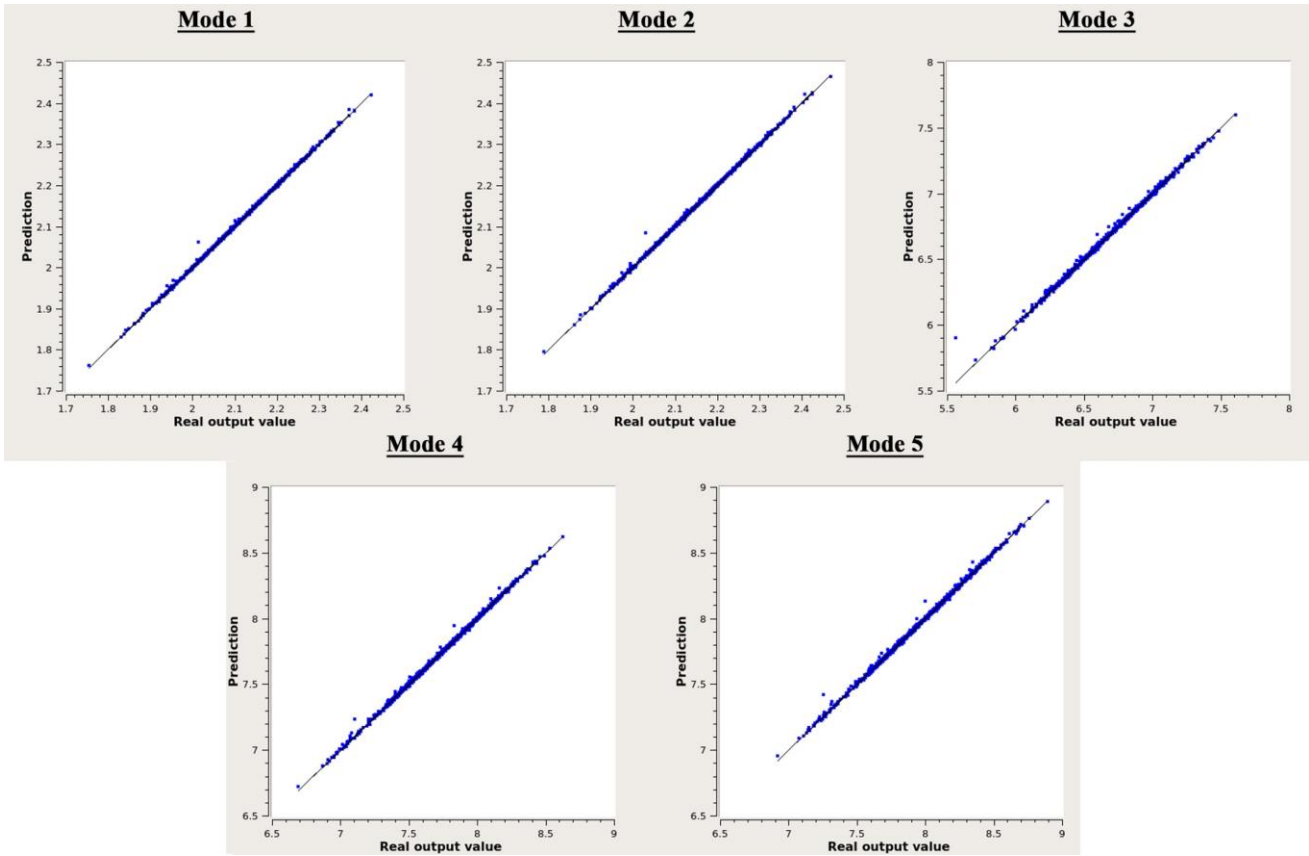 Mode 1
Mode 2
Mode 3
2.5
2.4
2.3
2.2
2.1
2
1.9
1.8
1.7
Prediction
1.7 1.8 1.9 2 2.1 2.2 2.3 2.4 2.5
Real output value
2.5
2.4
2.3
2.2
2.1
2
1.9
1.8
1.7
Prediction
1.7 1.8 1.9 2 2.1 2.2 2.3 2.4 2.5
Real output value
8
7.5
7
6.5
6
5.5
Prediction
5.5 6 6.5 7 7.5 8
Real output value
Mode 4
Mode 5
9
8.5
8
7.5
7
6.5
Prediction
6.5 7 7.5 8 8.5 9
Real output value
9
8.5
8
7.5
7
6.5
Prediction
6.5 7 7.5 8 8.5 9
Real output value